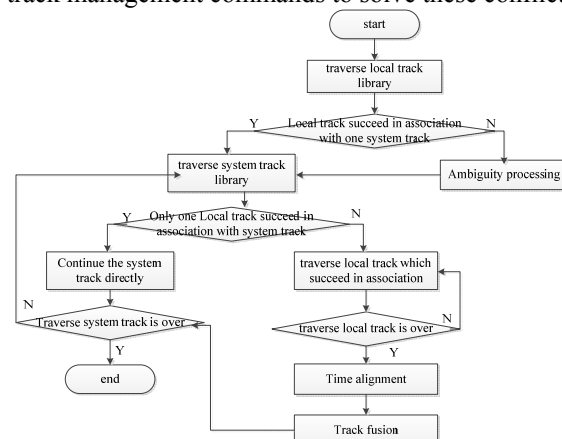 track management commands to solve these conflict
start
traverse local track
library
Y
N
Local track succeed in association
with one system track
traverse system track
library
Ambiguity processing
Y
N
Only one Local track succeed in
association with system track
Continue the system
track directly
traverse local track which
succeed in association
N
Traverse system track is over
traverse local track is over
N
Y
Y
end
Time alignment
Track fusion